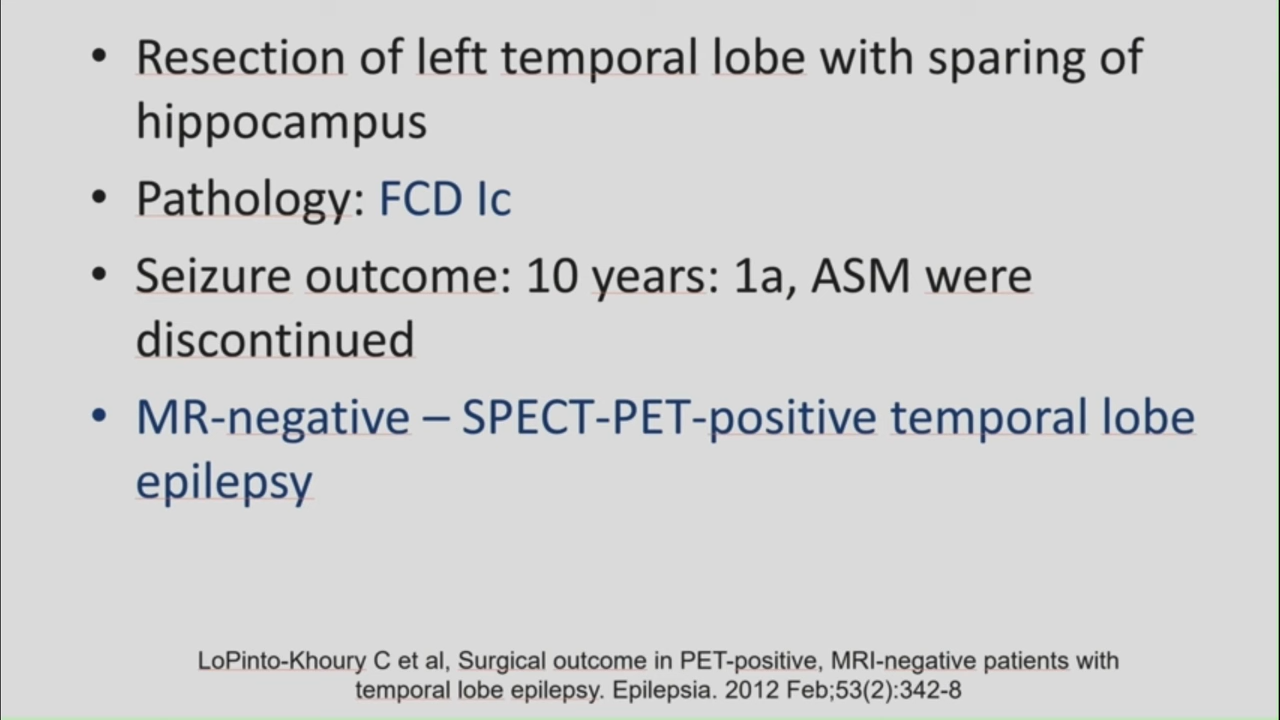 • Resection of left temporal lobe with sparing of
hippocampus
• Pathology: FCD Ic
• Seizure outcome: 10 years: 1a, ASM were
discontinued
• MR-negative – SPECT-PET-positive temporal lobe
epilepsy
LoPinto-Khoury C et al, Surgical outcome in PET-positive, MRI-negative patients with
temporal lobe epilepsy. Epilepsia. 2012 Feb;53(2):342-8